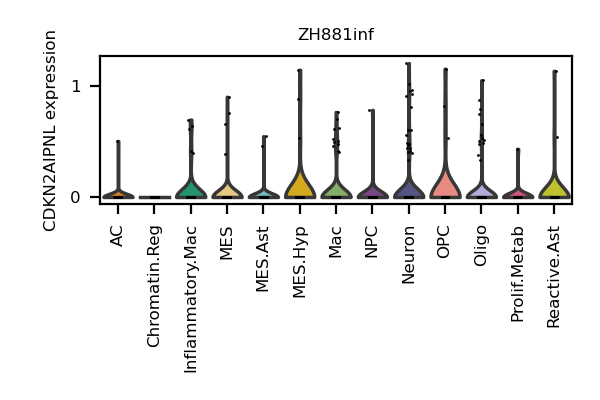 ZH881inf
CDKN2AIPNL expression
1
0
AC
Chromatin.Reg
Inflammatory.Mac
MES
MES.Ast
MES.Hyp
Mac
NPC
Neuron
OPC
Oligo
Prolif.Metab
Reactive.Ast